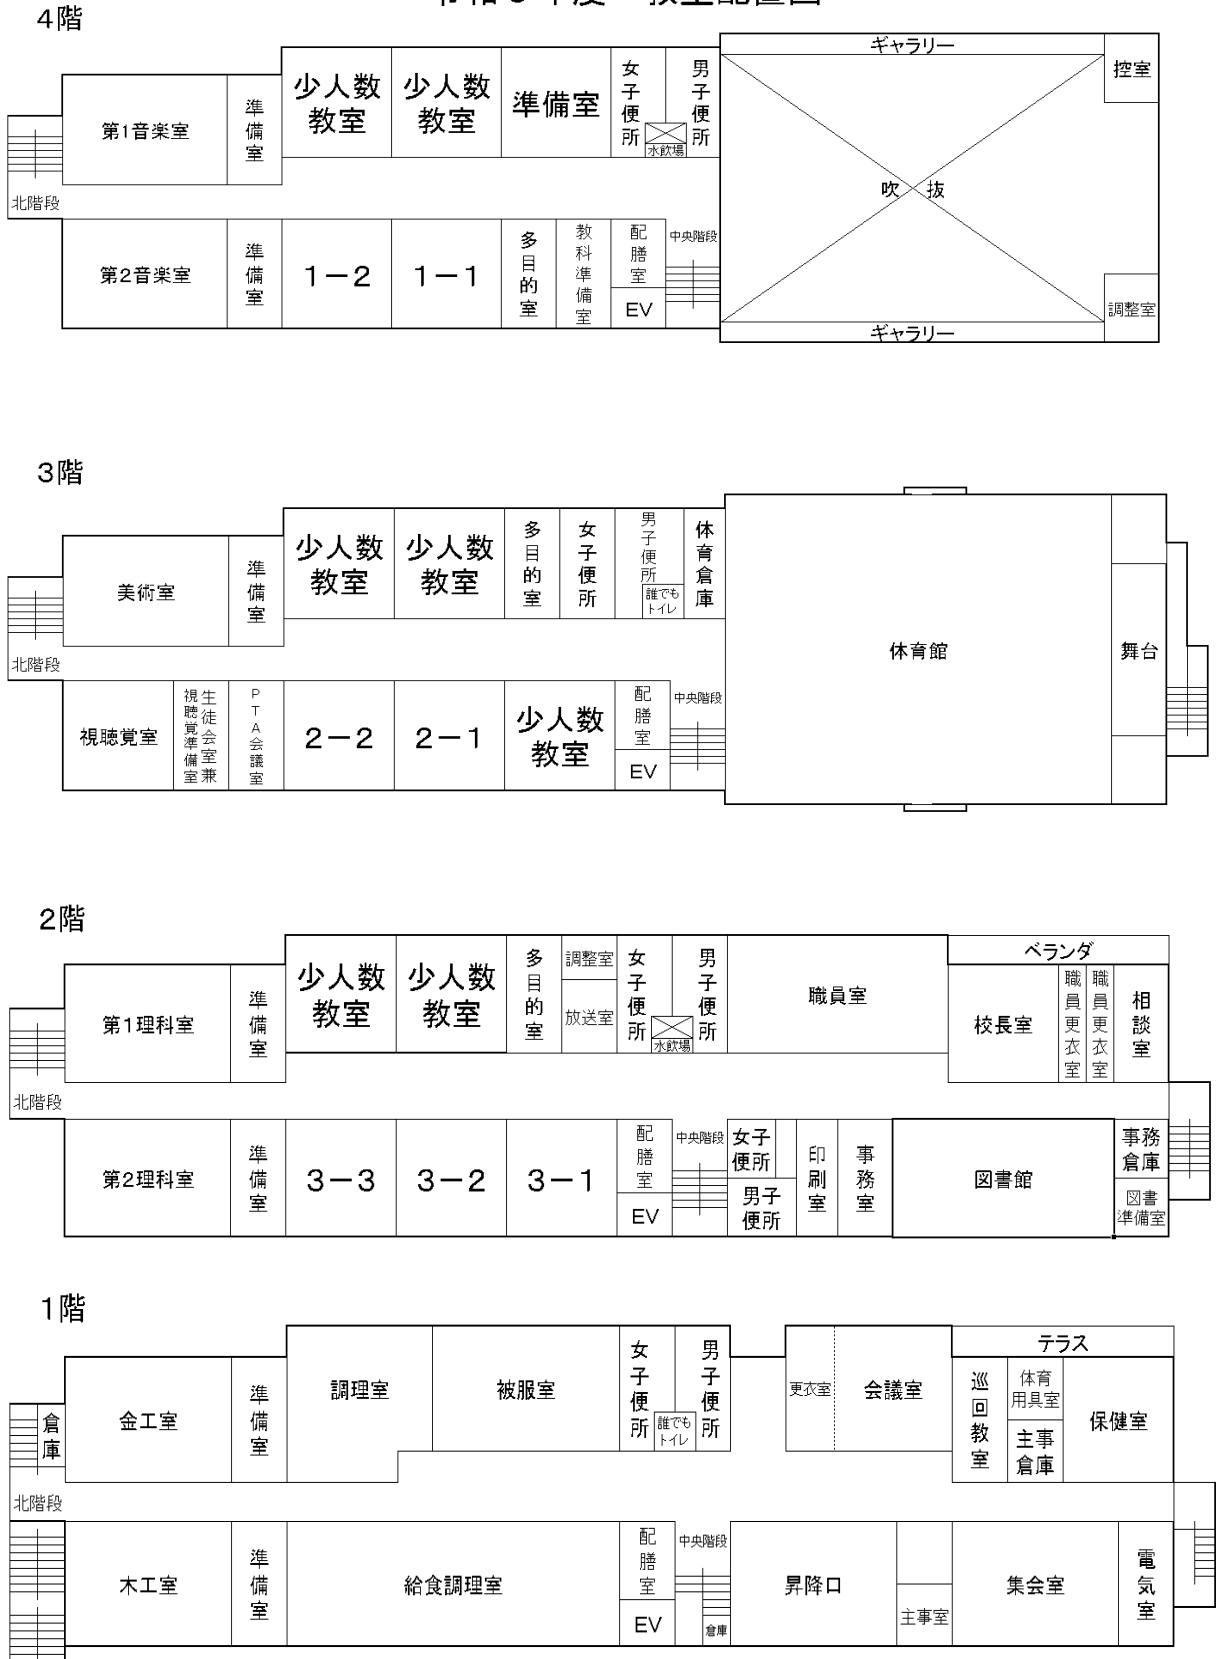 4階
ギャラリー
控室
第1音楽室
準備室
少人数
教室
少人数
教室
準備室
女子便所
男子便所
水飲場
北階段
吹
抜
第2音楽室
準備室
1－2
1－1
多目的室
教科準備室
配膳室
EV
中央階段
調整室
ギャラリー
3階
美術室
準備室
少人数
教室
少人数
教室
多目的室
女子便所
男子便所
誰でも
トイレ
体育倉庫
体育館
舞台
北階段
視聴覚室
生徒会室兼
視聴覚準備室
PTA会議室
2－2
2－1
少人数
教室
配膳室
EV
中央階段
2階
ベランダ
第1理科室
準備室
少人数
教室
少人数
教室
多目的室
調整室
放送室
女子便所
男子便所
水飲場
職員室
校長室
職員更衣室
職員更衣室
相談室
北階段
第2理科室
準備室
3－3
3－2
3－1
配膳室
EV
中央階段
女子
便所
男子
便所
印刷室
事務室
図書館
事務
倉庫
図書
準備室
1階
テラス
倉庫
金工室
準備室
調理室
被服室
女子便所
男子便所
誰でも
トイレ
更衣室
会議室
巡回教室
体育
用具室
主事
倉庫
保健室
北階段
木工室
準備室
給食調理室
配膳室
EV
中央階段
倉庫
昇降口
主事室
集会室
電気室